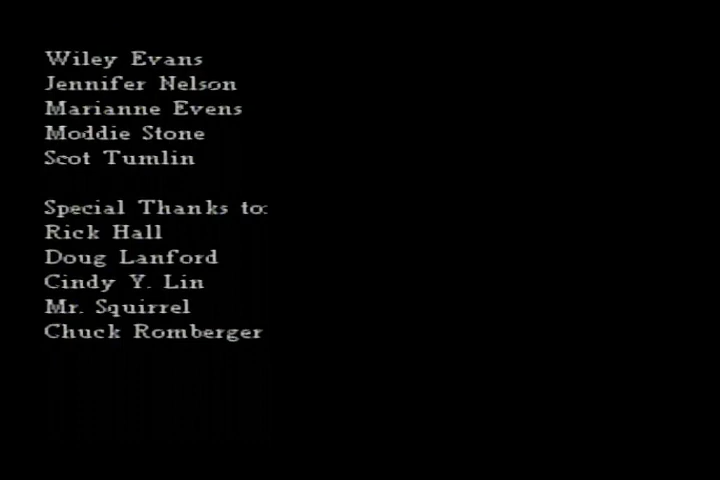 Wiley Evans
Jennifer Nelson
Marianne Evens
Moddie Stone
Scot Tumlin
Special Thanks to:
Rick Hall
Doug Lanford
Cindy Y. Lin
Mr. Squirrel
Chuck Romberger